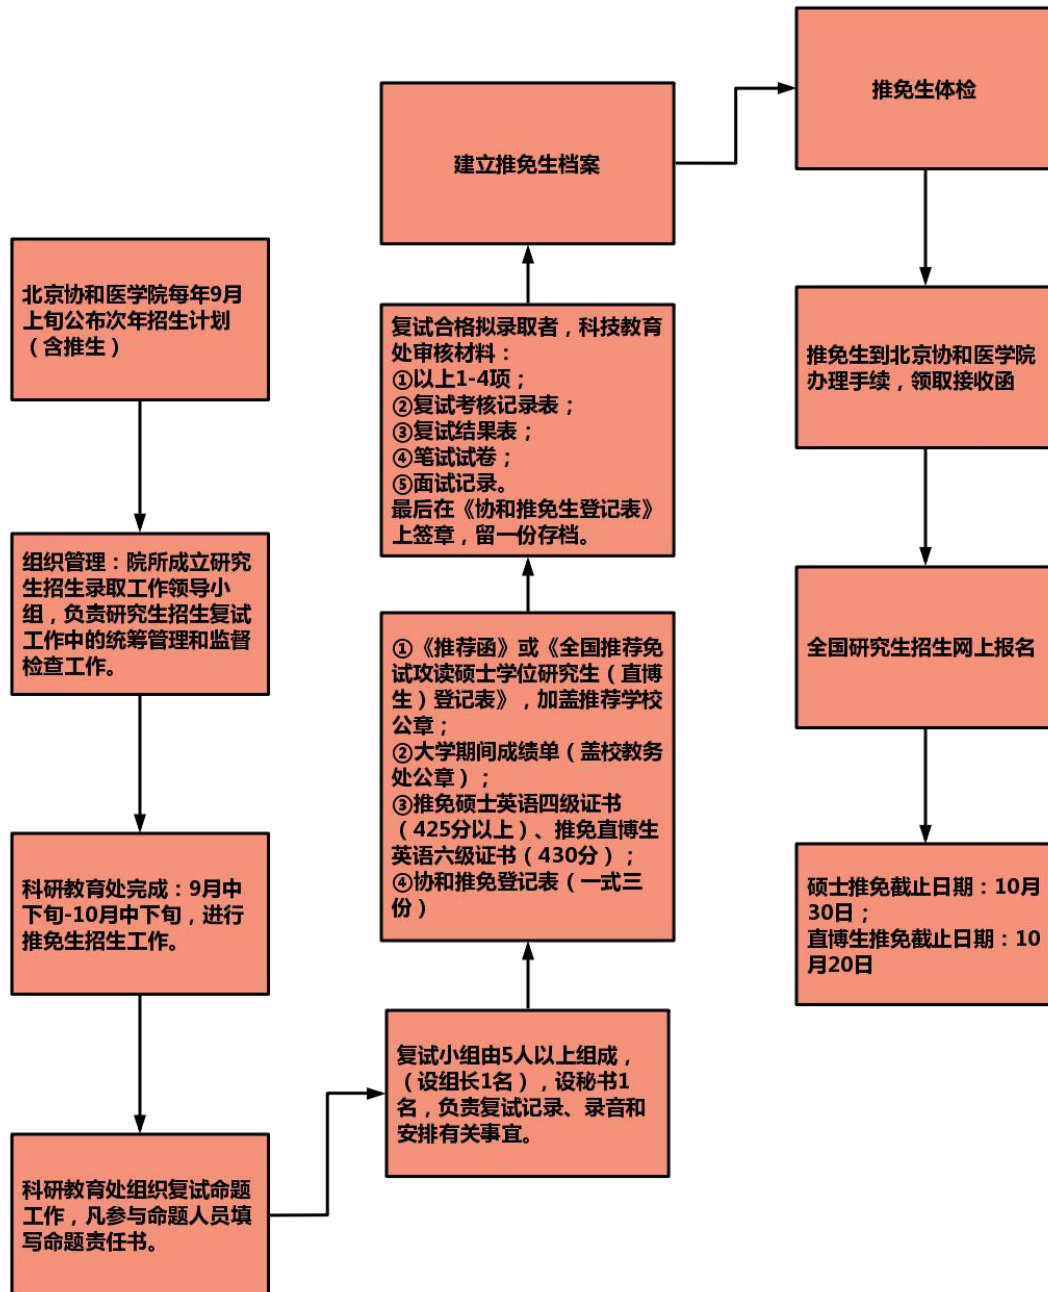 北京协和医学院每年9月
上旬公布次年招生计划
（含推生）
组织管理：院所成立研究
生招生录取工作领导小
组，负责研究生招生复试
工作中的统筹管理和监督
检查工作。
科研教育处完成：9月中
下旬-10月中下旬，进行
推免生招生工作。
科研教育处组织复试命题
工作，凡参与命题人员填
写命题责任书。
复试小组由5人以上组成，
（设组长1名），设秘书1
名，负责复试记录、录音和
安排有关事宜。
①《推荐函》或《全国推荐免
试攻读硕士学位研究生（直博
生）登记表》，加盖推荐学校
公章；
②大学期间成绩单（盖校教务
处公章）；
③推免硕士英语四级证书
（425分以上）、推免直博生
英语六级证书（430分）；
④协和推免登记表（一式三
份）
复试合格拟录取者，科技教育
处审核材料：
①以上1-4项；
②复试考核记录表；
③复试结果表；
④笔试试卷；
⑤面试记录。
最后在《协和推免生登记表》
上签章，留一份存档。
建立推免生档案
推免生体检
推免生到北京协和医学院
办理手续，领取接收函
全国研究生招生网上报名
硕士推免截止日期：10月
30日；
直博生推免截止日期：10
月20日